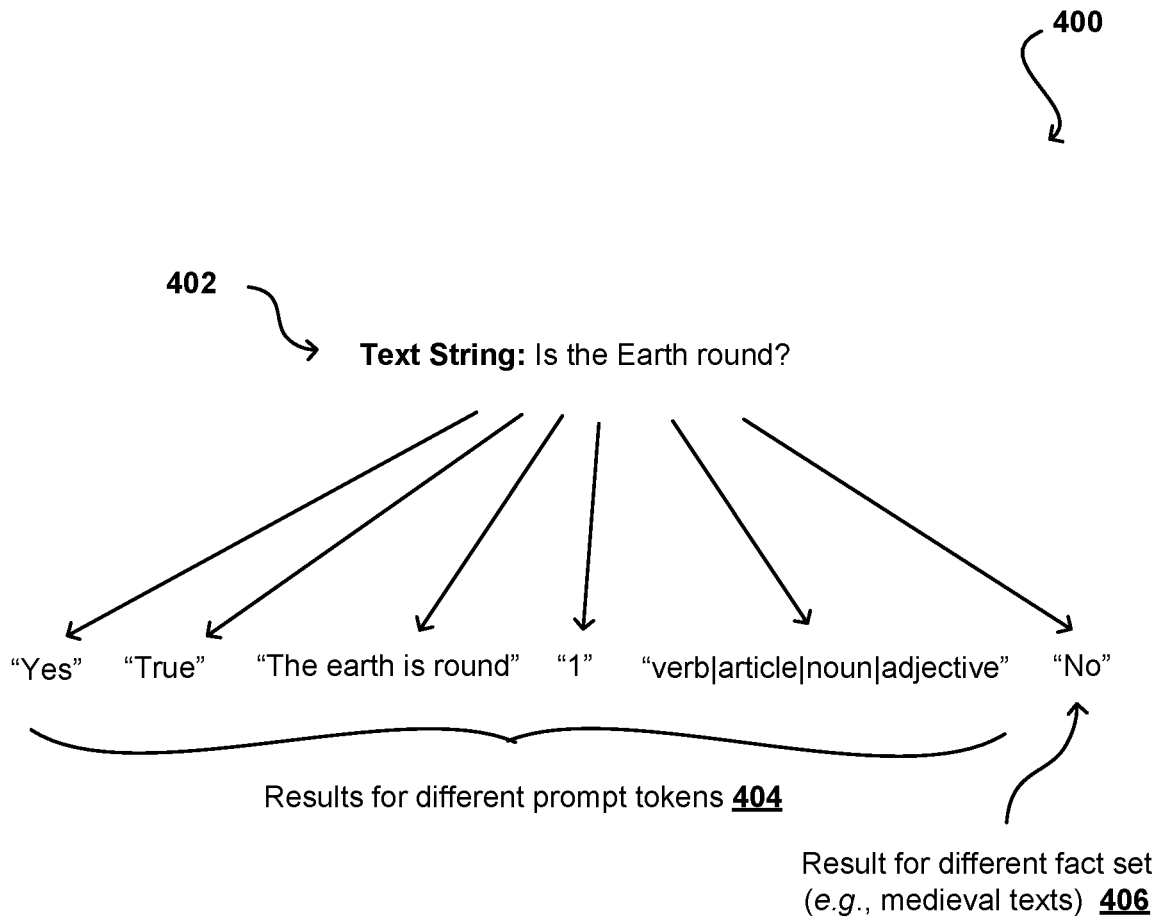 400
402
Text String: Is the Earth round?
“Yes” “True” “The earth is round” “1” “verb|article|noun|adjective” “No”
Results for different prompt tokens 404
Result for different fact set
(e.g., medieval texts) 406